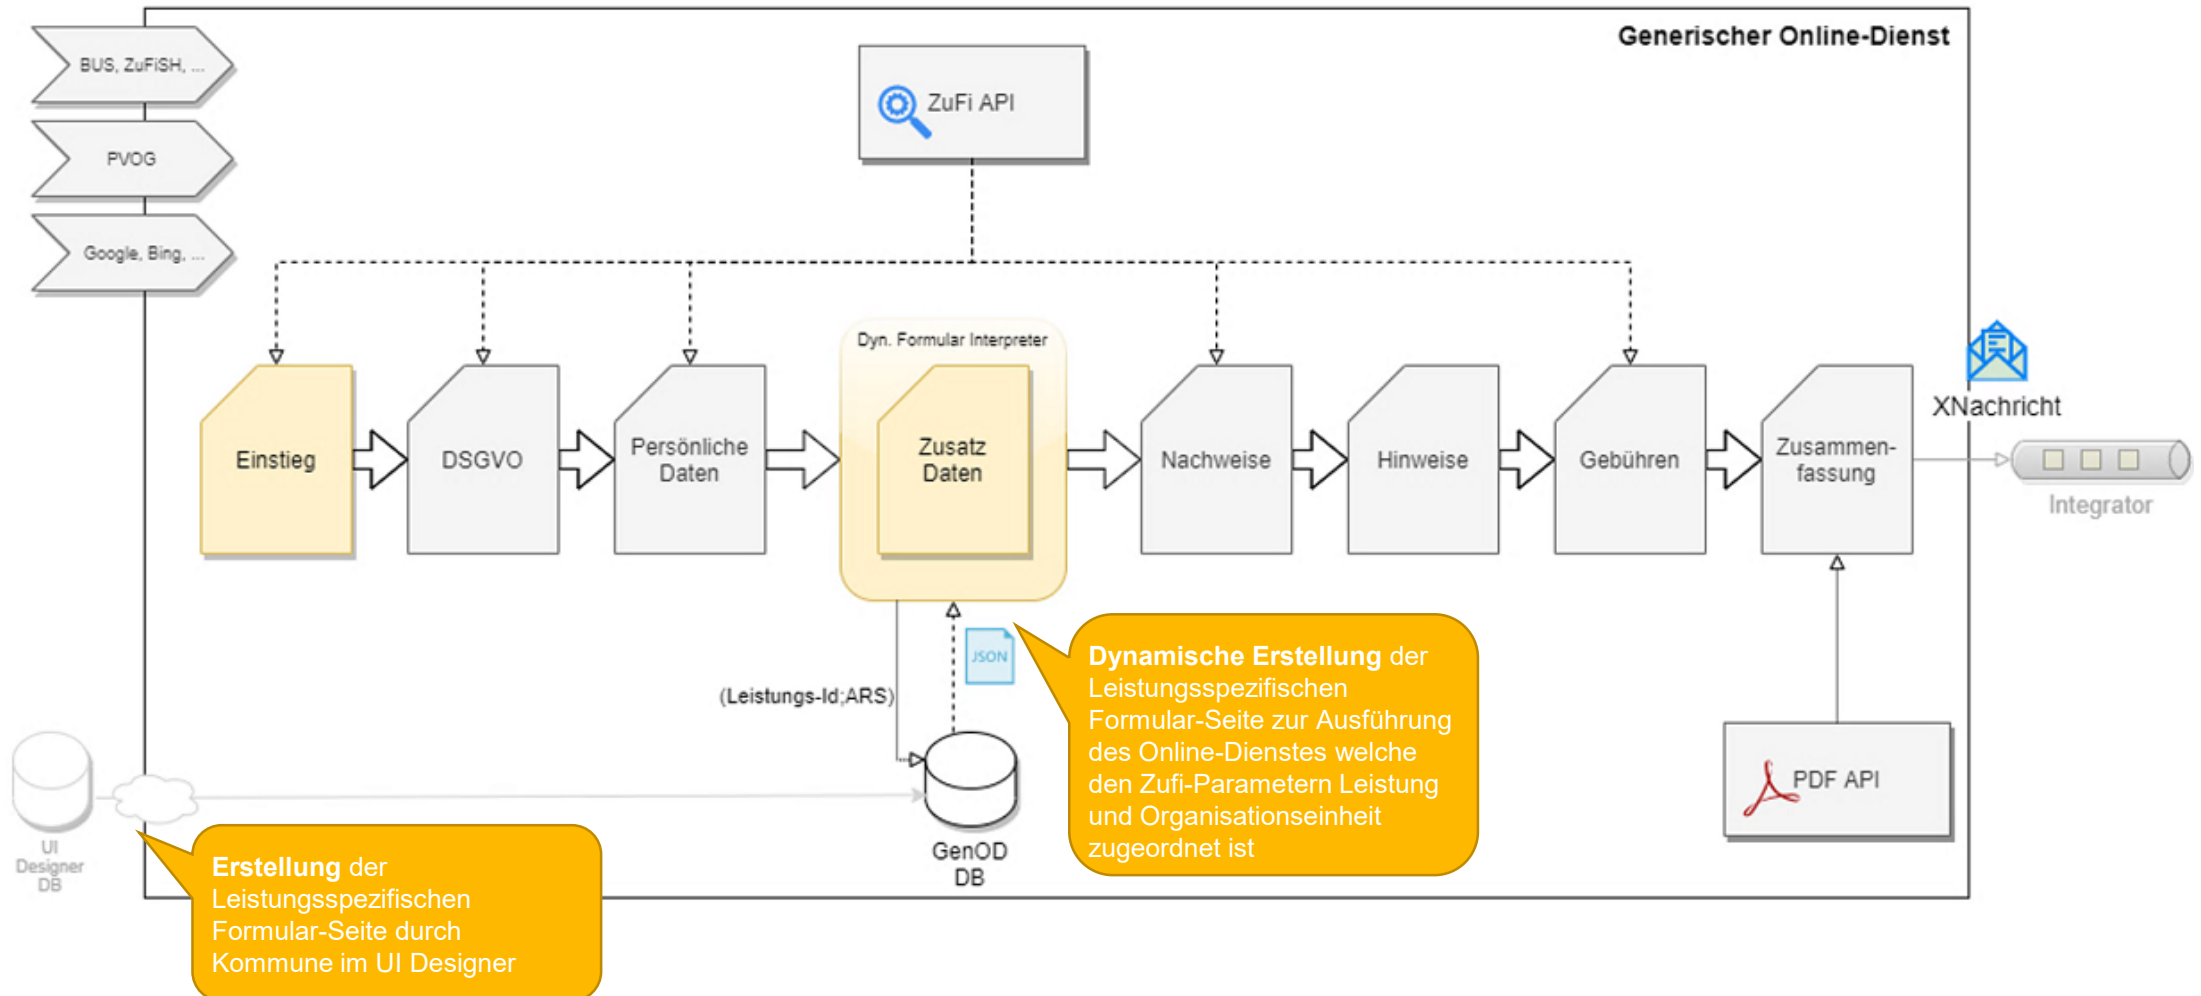 Generischer Online-Dienst
BUS, ZuFiSH, ...
PVOG
Google, Bing, ...
ZuFi API
Dyn. Formular Interpreter
Einstieg
DSGVO
Persönliche
Daten
Zusatz
Daten
Nachweise
Hinweise
Gebühren
Zusammen-
fassung
XNachricht
Integrator
JSON
(Leistungs-Id;ARS)
Dynamische Erstellung der
Leistungsspezifischen
Formular-Seite zur Ausführung
des Online-Dienstes welche
den Zufi-Parametern Leistung
und Organisationseinheit
zugeordnet ist
PDF API
GenOD
DB
UI
Designer
DB
Erstellung der
Leistungsspezifischen
Formular-Seite durch
Kommune im UI Designer